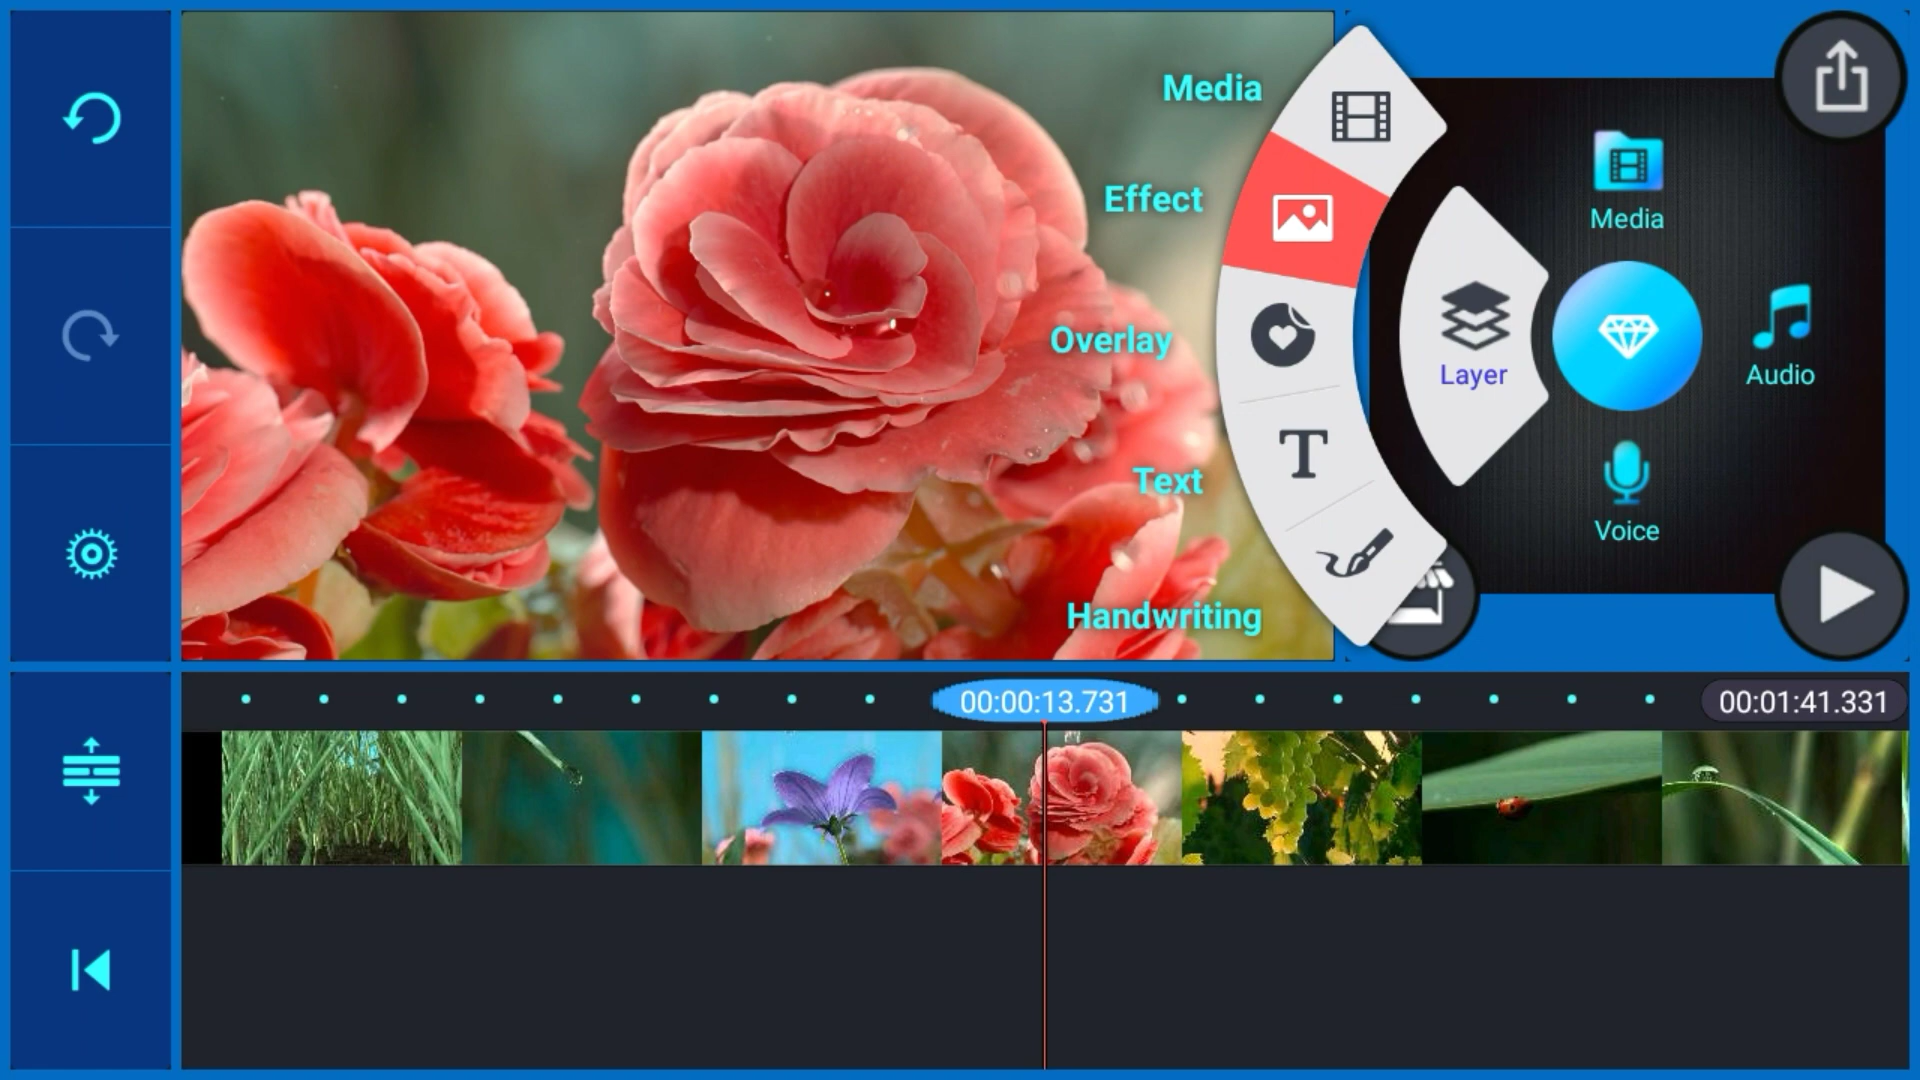 Media
Effect
Overlay
Text
Handwriting
Media
Layer
Audio
Voice
00:00:13.731
00:01:41.331